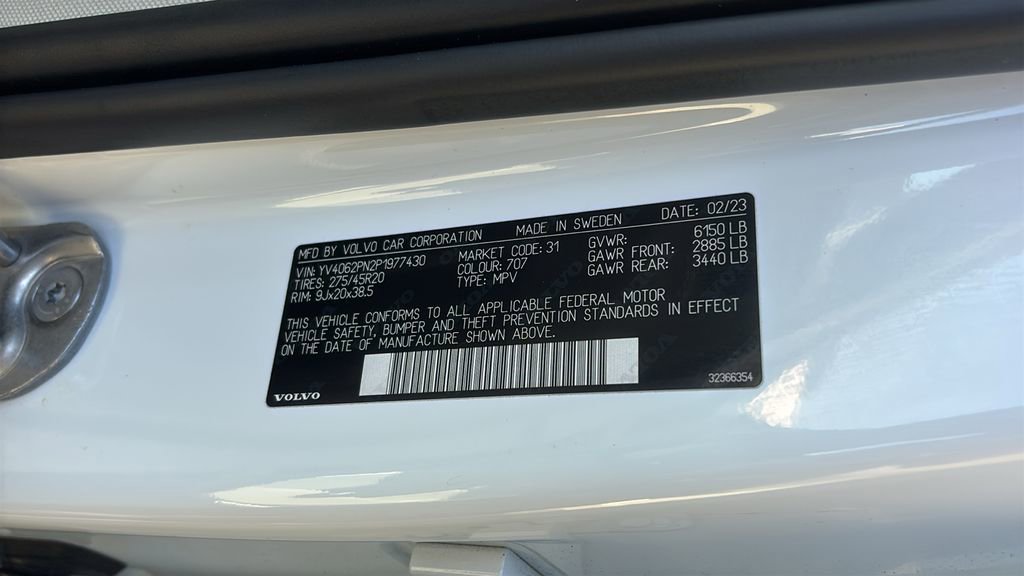 MFD BY VOLVO CAR CORPORATION MADE IN SWEDEN DATE: 02/23
VIN: YV4062PN2P1977430 MARKET CODE: 31 GVWR: 6150 LB
TIRES: 275/45R20 COLOUR: 707 GAWR FRONT: 2885 LB
RIM: 9Jx20x38.5 TYPE: MPV GAWR REAR: 3440 LB
THIS VEHICLE CONFORMS TO ALL APPLICABLE FEDERAL MOTOR
VEHICLE SAFETY, BUMPER AND THEFT PREVENTION STANDARDS IN EFFECT
ON THE DATE OF MANUFACTURE SHOWN ABOVE.
VOLVO 32366354